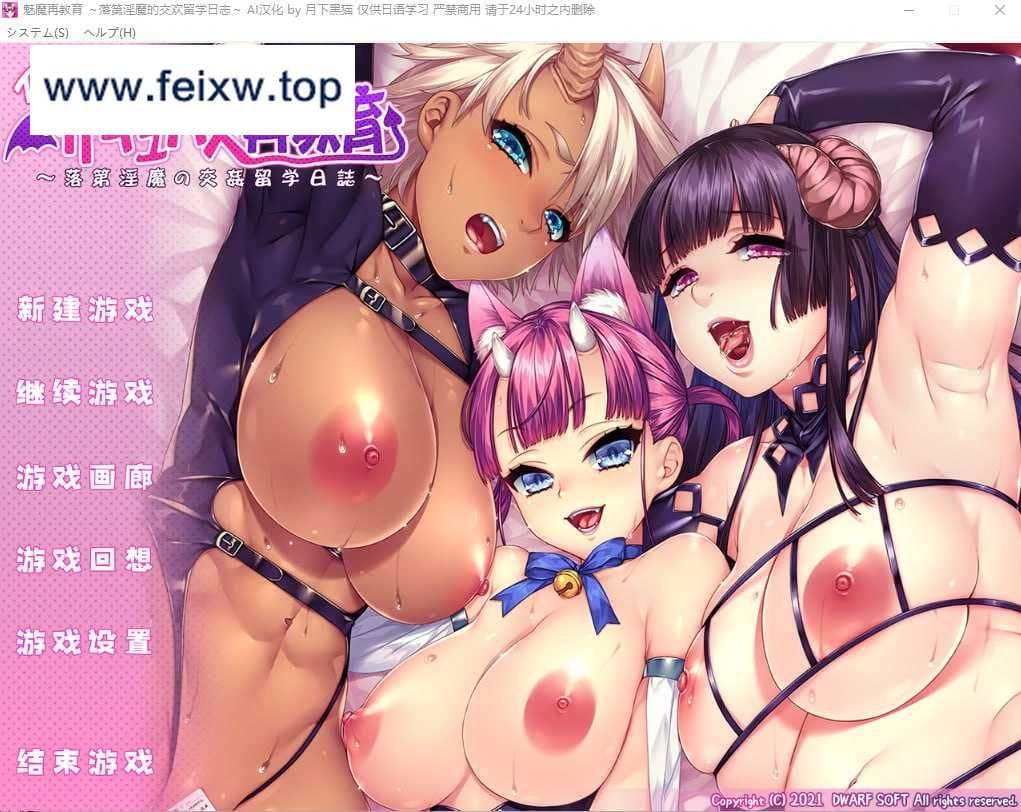 魅魔再教育 ~落第淫魔的交欢留学日志~ AI汉化 by 月下黑猫 仅供日语学习 严禁商用 请于24小时之内删除
システム(S) ヘルプ(H)
www.feixw.top
再教育
~落第淫魔の交姦留学日誌~
新建游戏
继续游戏
游戏画廊
游戏回想
游戏设置
结束游戏
Copyright (C) 2021 DWARF SOFT All rights reserved.